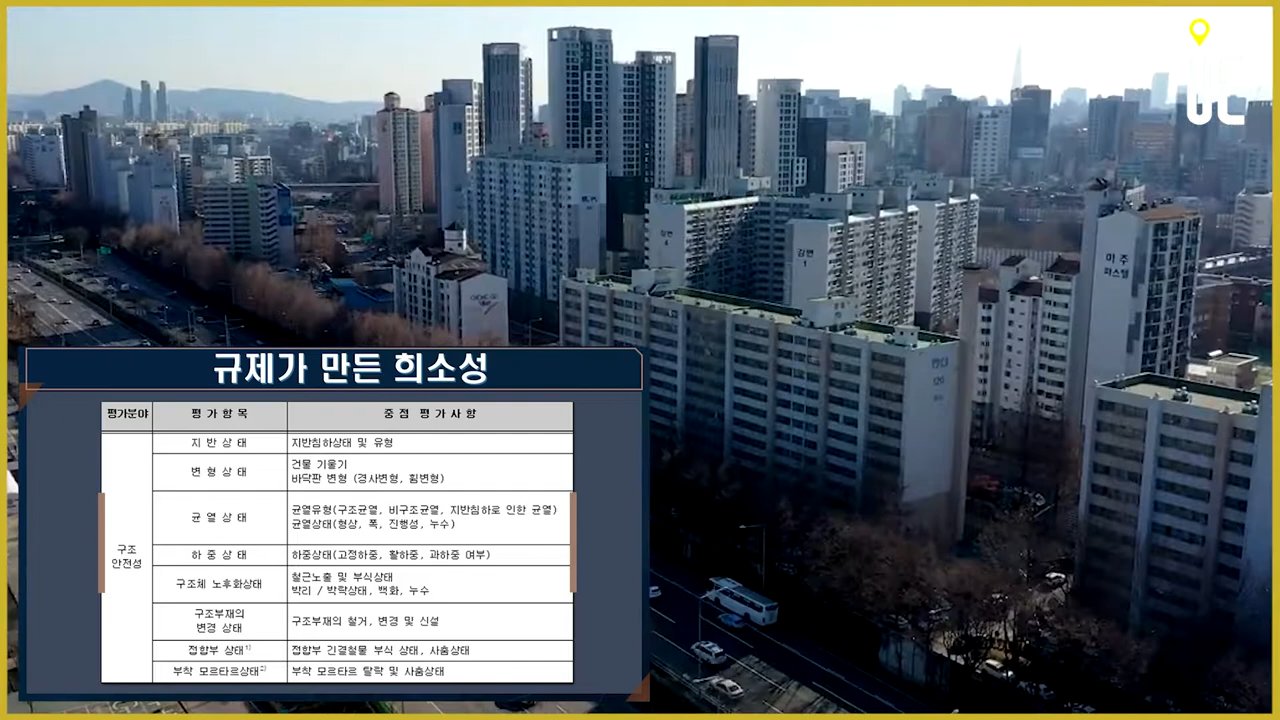 강변
4
강변
1
미주
파스텔
현대
120
규제가 만든 희소성
평가분야 평 가 항 목 중 점 평 가 사 항
구조
안전성
지 반 상 태 지반침하상태 및 유형
변 형 상 태 건물 기울기
바닥판 변형 (경사변형, 휨변형)
균 열 상 태 균열유형(구조균열, 비구조균열, 지반침하로 인한 균열)
균열상태(형상, 폭, 진행성, 누수)
하 중 상 태 하중상태(고정하중, 활하중, 과하중 여부)
구조체 노후화상태 철근노출 및 부식상태
박리 / 박락상태, 백화, 누수
구조부재의
변경 상태 구조부재의 철거, 변경 및 신설
접합부 상태1) 접합부 긴결철물 부식 상태, 사춤상태
부착 모르타르상태2) 부착 모르타르 탈락 및 사춤상태